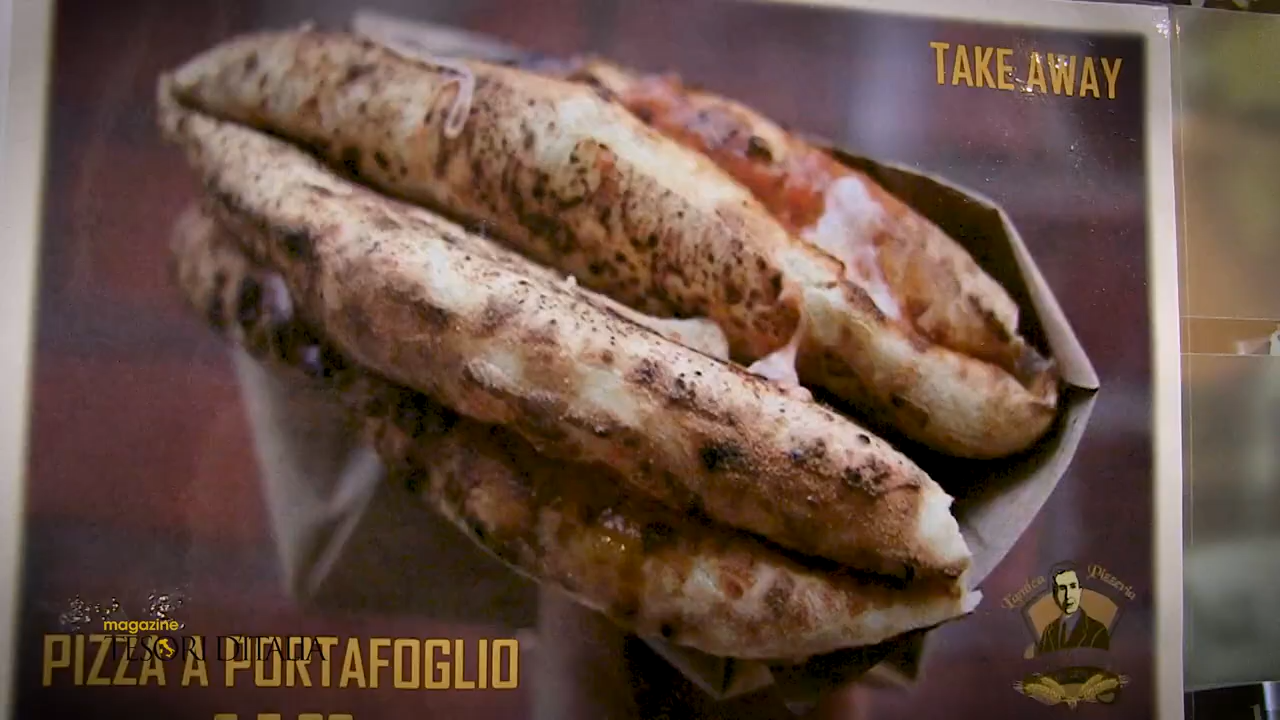 TAKE AWAY
magazine
TESORI D'ITALIA
PIZZA A PORTAFOGLIO
Pizzeria